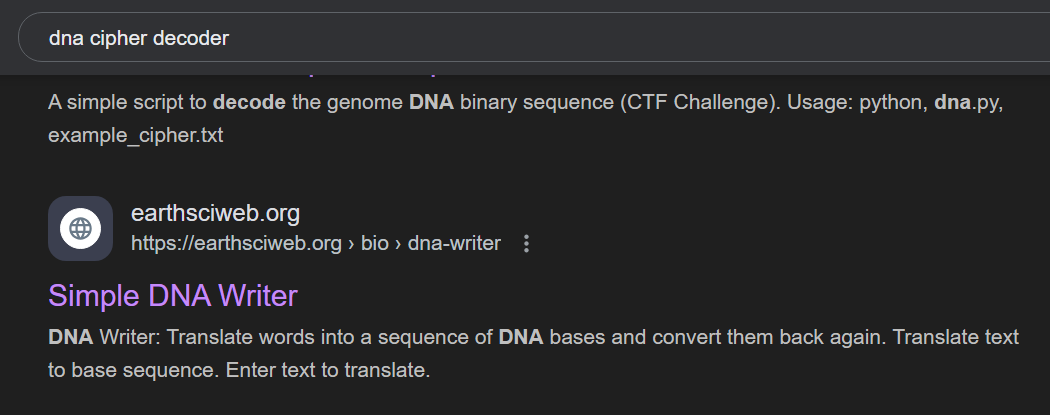 dna cipher decoder
A simple script to decode the genome DNA binary sequence (CTF Challenge). Usage: python, dna.py,
example_cipher.txt
earthsciweb.org
https://earthsciweb.org › bio › dna-writer
Simple DNA Writer
DNA Writer: Translate words into a sequence of DNA bases and convert them back again. Translate text
to base sequence. Enter text to translate.